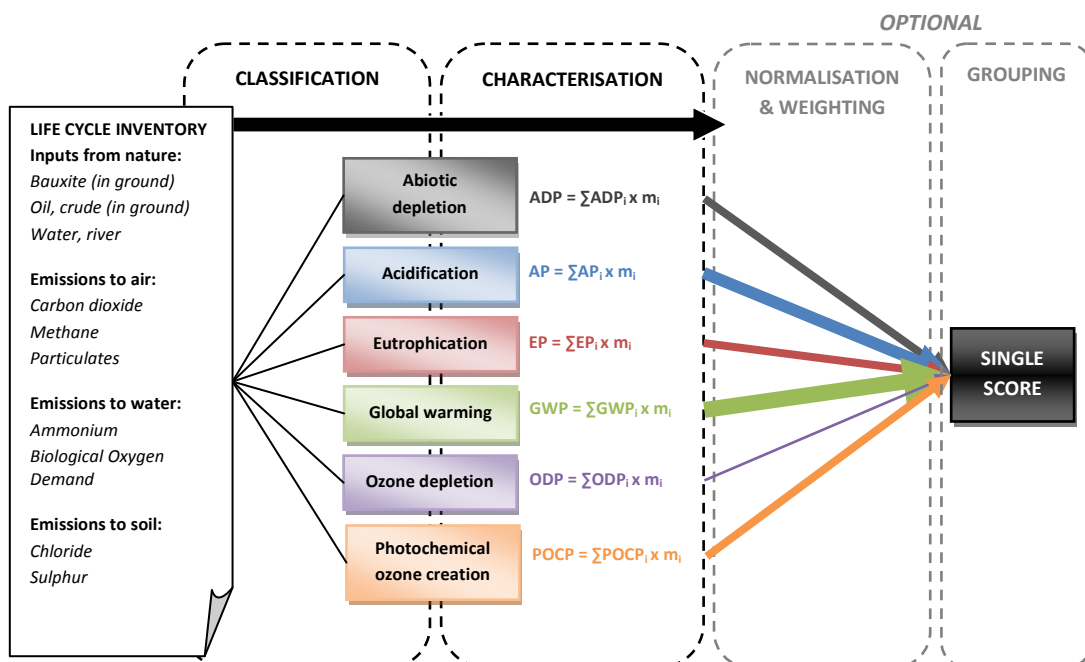 OPTIONAL
CLASSIFICATION
CHARACTERISATION
NORMALISATION
& WEIGHTING
GROUPING
LIFE CYCLE INVENTORY
Inputs from nature:
Bauxite (in ground)
Oil, crude (in ground)
Water, river
Emissions to air:
Carbon dioxide
Methane
Particulates
Emissions to water:
Ammonium
Biological Oxygen
Demand
Emissions to soil:
Chloride
Sulphur
Abiotic
depletion
ADP = ∑ADPᵢ x mᵢ
Acidification
AP = ∑APᵢ x mᵢ
Eutrophication
EP = ∑EPᵢ x mᵢ
Global warming
GWP = ∑GWPᵢ x mᵢ
Ozone depletion
ODP = ∑ODPᵢ x mᵢ
Photochemical
ozone creation
POCP = ∑POCPᵢ x mᵢ
SINGLE
SCORE